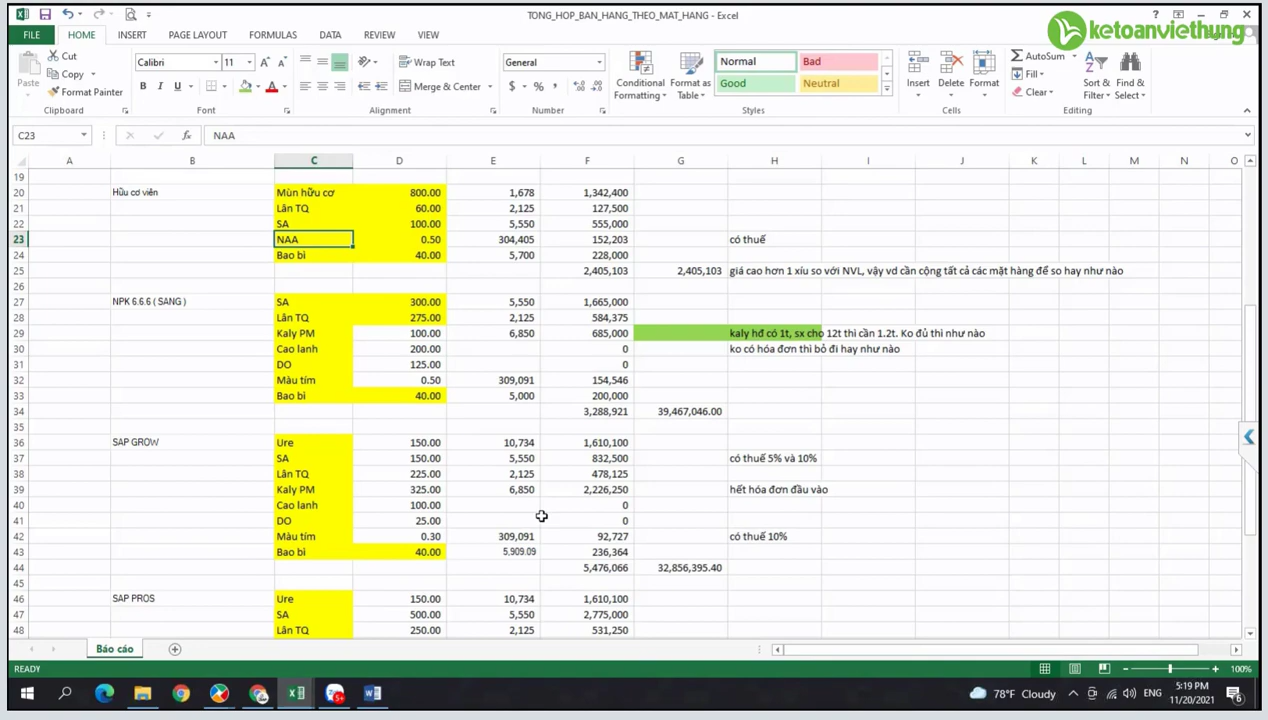 TONG_HOP_BAN_HANG_THEO_MAT_HANG - Excel
ketoanviethung
FILE HOME INSERT PAGE LAYOUT FORMULAS DATA REVIEW VIEW
Cut
Copy
Format Painter
Paste
Calibri 11
Wrap Text
Merge & Center
General
Conditional Formatting
Format as Table
Normal Bad
Good Neutral
Insert Delete Format
AutoSum
Fill
Clear
Sort & Filter
Find & Select
Clipboard Font Alignment Number Styles Cells Editing
C23 NAA
A B C D E F G H I J K L M N O
19
20 Hữu cơ viên Mùn hữu cơ 800.00 1,678 1,342,400
21 Lân TQ 60.00 2,125 127,500
22 SA 100.00 5,550 555,000
23 NAA 0.50 304,405 152,203 có thuế
24 Bao bì 40.00 5,700 228,000
25 2,405,103 2,405,103 giá cao hơn 1 xíu so với NVL, vậy vd cần cộng tất cả các mặt hàng để so hay như nào
26
27 NPK 6.6.6 ( SANG ) SA 300.00 5,550 1,665,000
28 Lân TQ 275.00 2,125 584,375
29 Kaly PM 100.00 6,850 685,000 kaly hđ có 1t, sx cho 12t thì cần 1.2t. Ko đủ thì như nào
30 Cao lanh 200.00 0 ko có hóa đơn thì bỏ đi hay như nào
31 DO 125.00 0
32 Màu tím 0.50 309,091 154,546
33 Bao bì 40.00 5,000 200,000
34 3,288,921 39,467,046.00
35
36 SAP GROW Ure 150.00 10,734 1,610,100
37 SA 150.00 5,550 832,500 có thuế 5% và 10%
38 Lân TQ 225.00 2,125 478,125
39 Kaly PM 325.00 6,850 2,226,250 hết hóa đơn đầu vào
40 Cao lanh 100.00 0
41 DO 25.00 0
42 Màu tím 0.30 309,091 92,727 có thuế 10%
43 Bao bì 40.00 5,909.09 236,364
44 5,476,066 32,856,395.40
45
46 SAP PROS Ure 150.00 10,734 1,610,100
47 SA 500.00 5,550 2,775,000
48 Lân TQ 250.00 2,125 531,250
Báo cáo
READY 100%
78°F Cloudy ENG 5:19 PM
11/20/2021